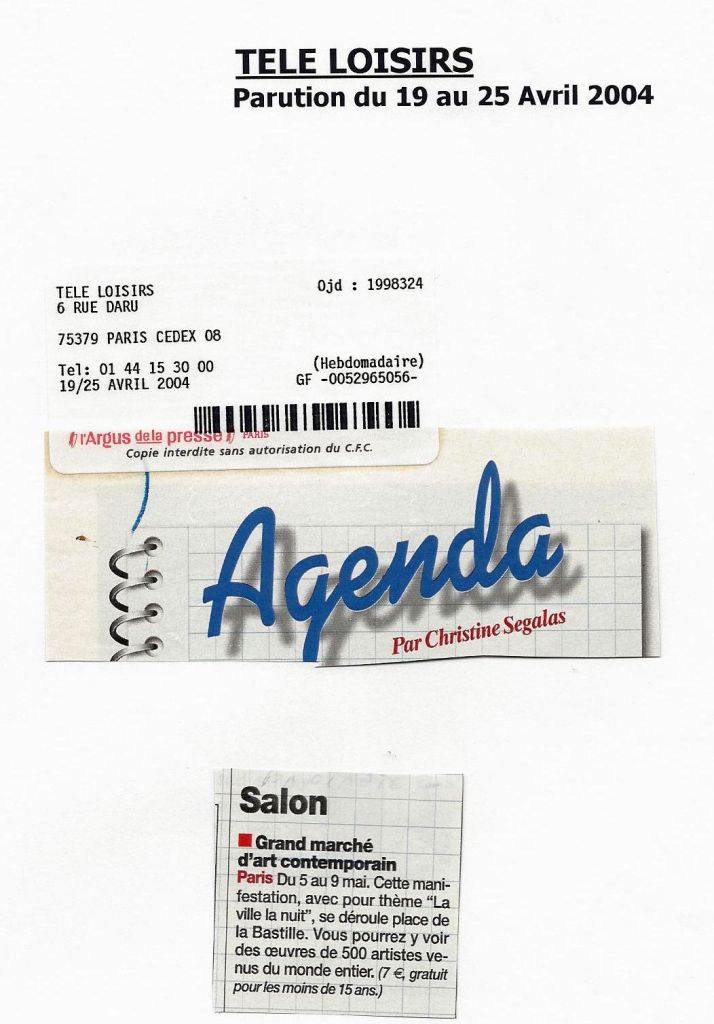 TELE LOISIRS
Parution du 19 au 25 Avril 2004
TELE LOISIRS Ojd : 1998324
6 RUE DARU
75379 PARIS CEDEX 08
Tel: 01 44 15 30 00 (Hebdomadaire)
19/25 AVRIL 2004 GF -0052965056-
l'Argus de la presse PARIS
Copie interdite sans autorisation du C.F.C.
Agenda
Par Christine Segalas
Salon
Grand marché
d'art contemporain
Paris Du 5 au 9 mai. Cette mani-
festation, avec pour thème "La
ville la nuit", se déroule place de
la Bastille. Vous pourrez y voir
des œuvres de 500 artistes ve-
nus du monde entier. (7 €, gratuit
pour les moins de 15 ans.)